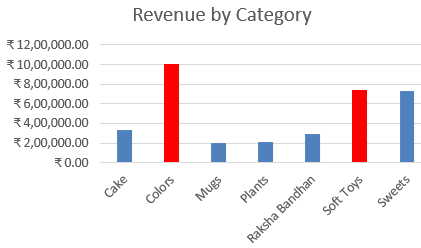 Revenue by Category
₹ 12,00,000.00
₹ 10,00,000.00
₹ 8,00,000.00
₹ 6,00,000.00
₹ 4,00,000.00
₹ 2,00,000.00
₹ 0.00
Cake
Colors
Mugs
Plants
Raksha Bandhan
Soft Toys
Sweets